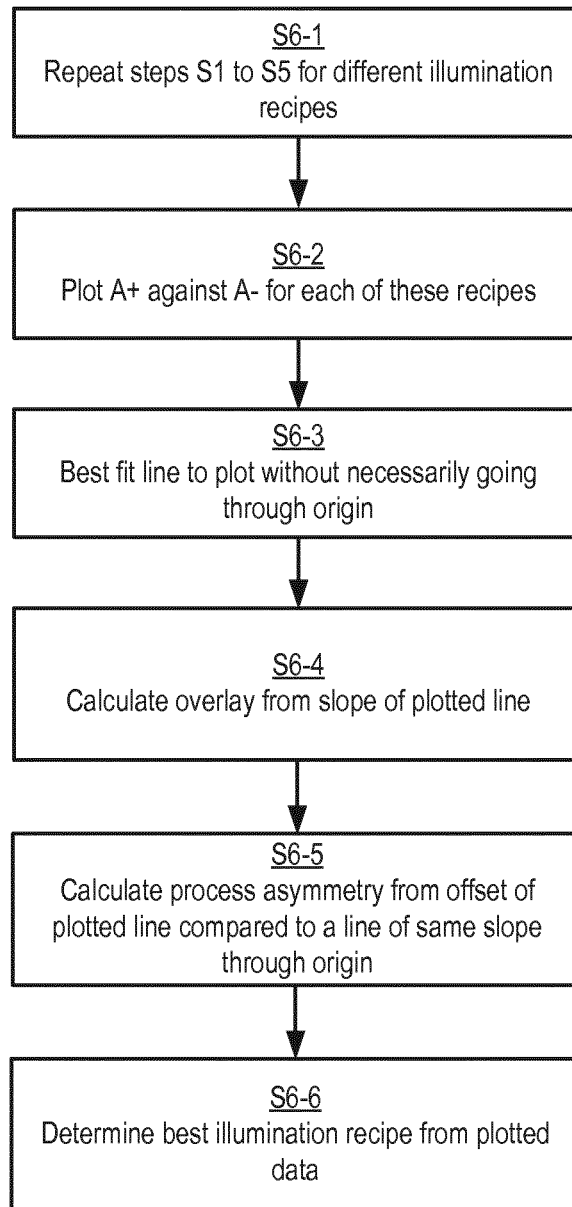 S6-1
Repeat steps S1 to S5 for different illumination
recipes
S6-2
Plot A+ against A- for each of these recipes
S6-3
Best fit line to plot without necessarily going
through origin
S6-4
Calculate overlay from slope of plotted line
S6-5
Calculate process asymmetry from offset of
plotted line compared to a line of same slope
through origin
S6-6
Determine best illumination recipe from plotted
data